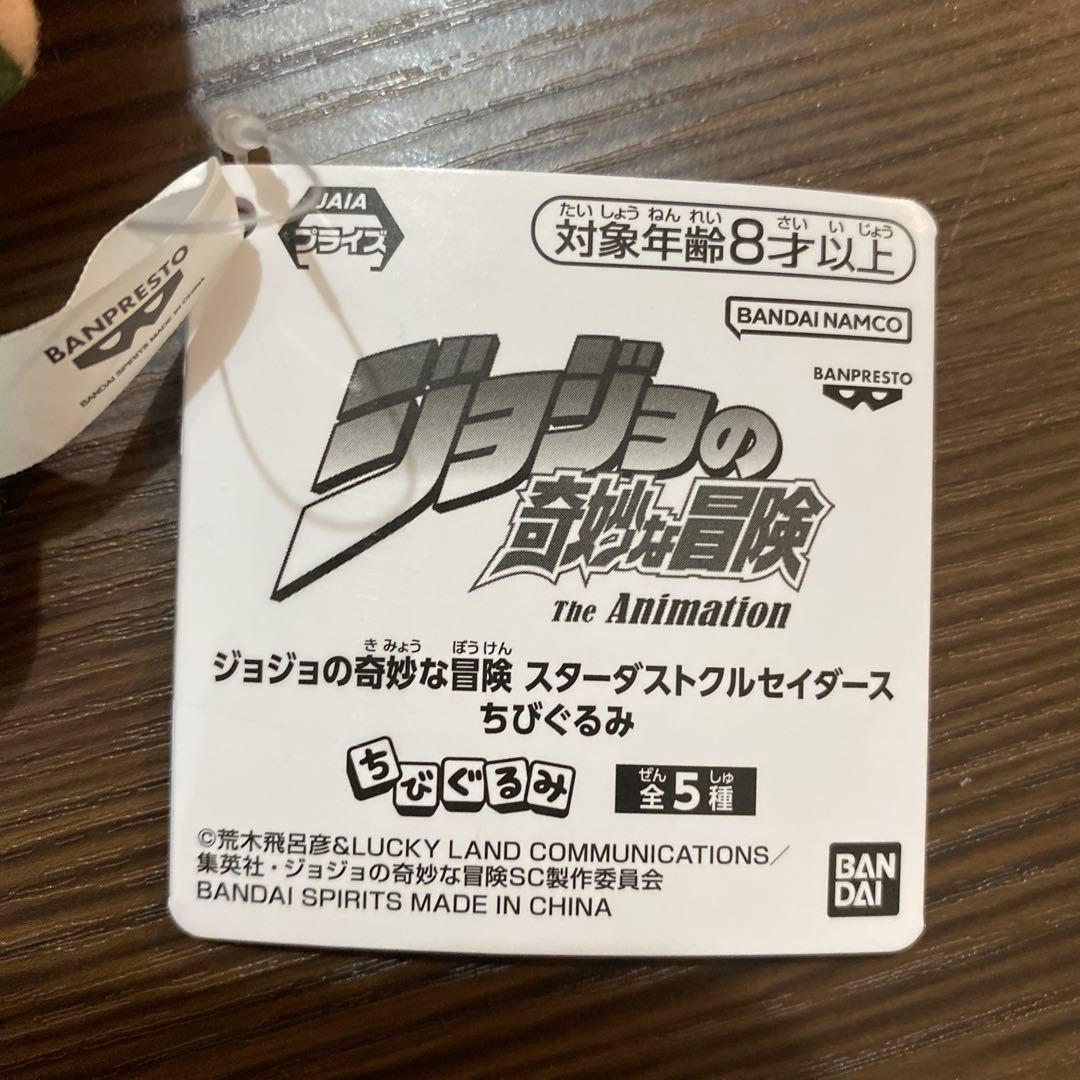 JAIA
プライズ
たいしょうねんれい さいいじょう
対象年齢8才以上
BANDAI NAMCO
BANPRESTO
BANPRESTO
BANDAI SPIRITS MADE IN CHINA
ジョジョの
奇妙な冒険
The Animation
きみょう ぼうけん
ジョジョの奇妙な冒険 スターダストクルセイダース
ちびぐるみ
ちびぐるみ
ぜん しゅ
全5種
©荒木飛呂彦&LUCKY LAND COMMUNICATIONS/
集英社・ジョジョの奇妙な冒険SC製作委員会
BANDAI SPIRITS MADE IN CHINA
BAN
DAI